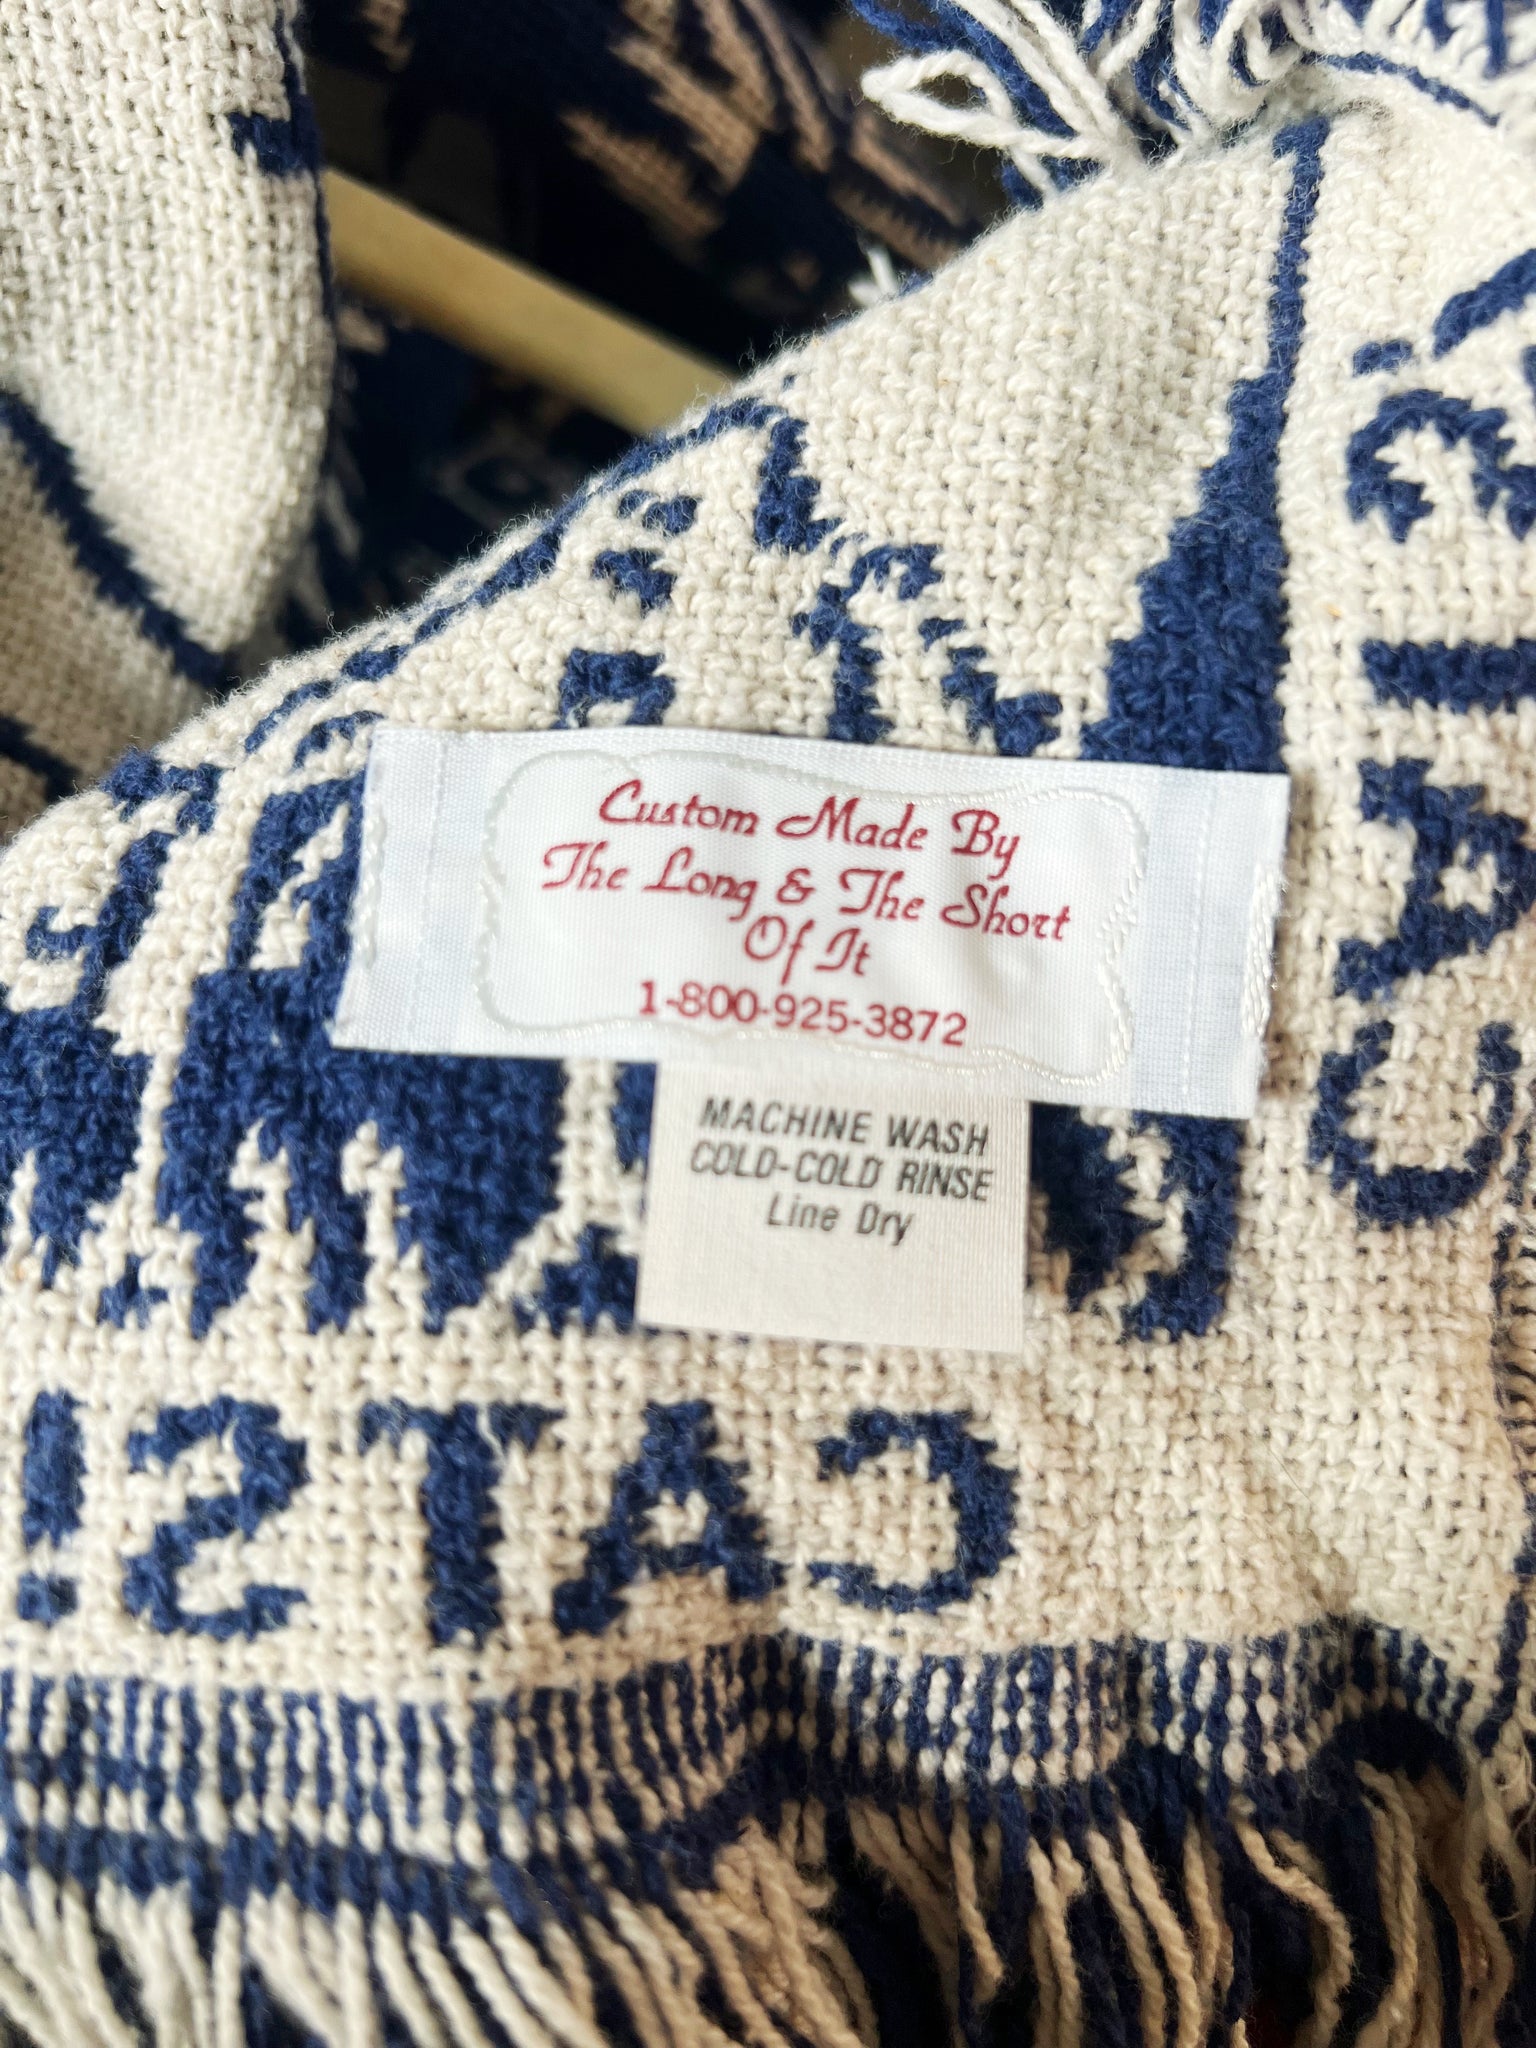 Custom Made By
The Long & The Short
Of It
1-800-925-3872
MACHINE WASH
COLD-COLD RINSE
Line Dry
CATS!